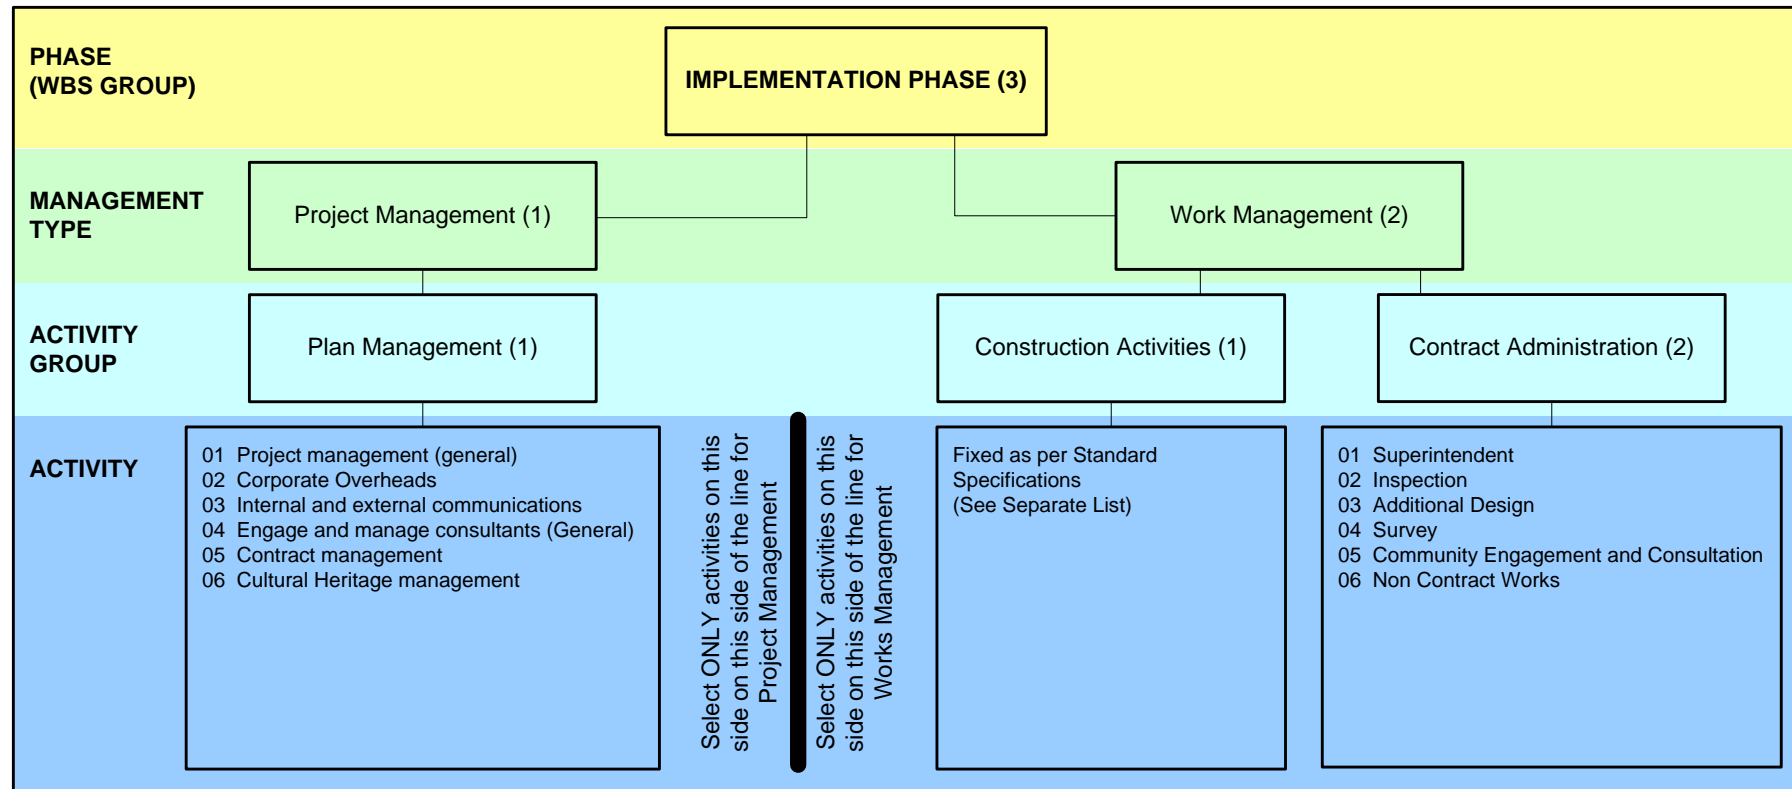 PHASE
(WBS GROUP)
IMPLEMENTATION PHASE (3)
MANAGEMENT
TYPE
Project Management (1)
Work Management (2)
ACTIVITY
GROUP
Plan Management (1)
Construction Activities (1)
Contract Administration (2)
ACTIVITY
01 Project management (general)
02 Corporate Overheads
03 Internal and external communications
04 Engage and manage consultants (General)
05 Contract management
06 Cultural Heritage management
Select ONLY activities on this
side on this side of the line for
Project Management
Select ONLY activities on this
side on this side of the line for
Works Management
Fixed as per Standard
Specifications
(See Separate List)
01 Superintendent
02 Inspection
03 Additional Design
04 Survey
05 Community Engagement and Consultation
06 Non Contract Works